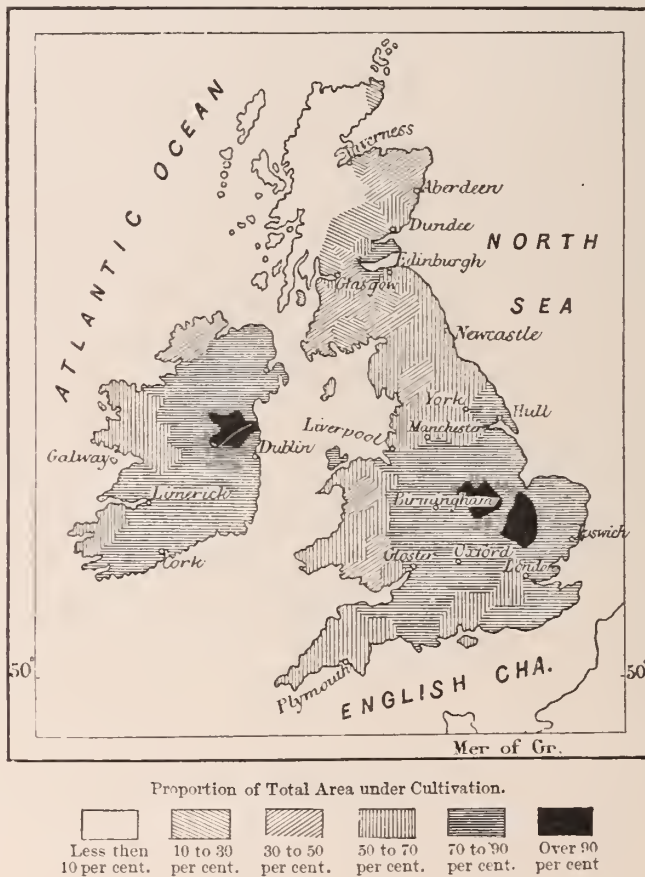 ATLANTIC OCEAN
NORTH
SEA
Inverness
Aberdeen
Dundee
Edinburgh
Glasgow
Newcastle
York
Hull
Liverpool
Manchester
Galway
Dublin
Limerick
Cork
Birmingham
Ipswich
Gloster
Oxford
London
Plymouth
ENGLISH CHA.
50°
50°
Mer of Gr.
Proportion of Total Area under Cultivation.
Less then
10 per cent.
10 to 30
per cent.
30 to 50
per cent.
50 to 70
per cent.
70 to 90
per cent.
Over 90
per cent